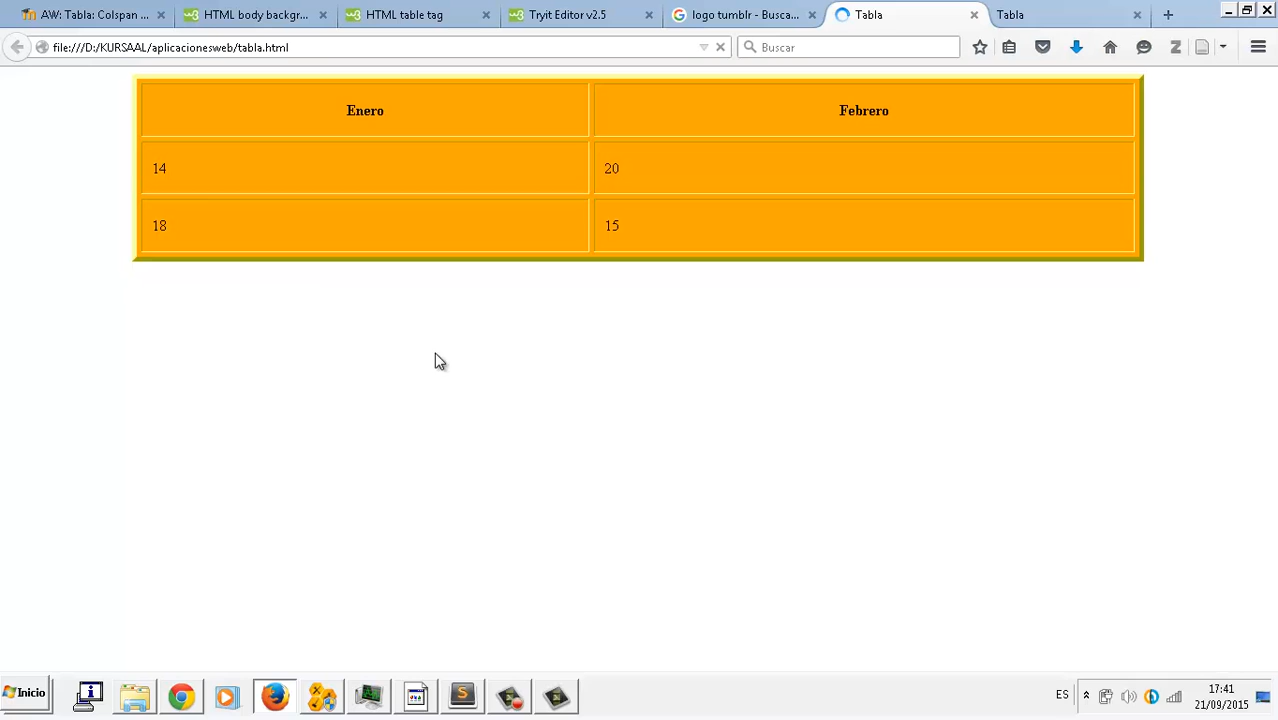 AW: Tabla: Colspan ...
HTML body backgr...
HTML table tag
Tryit Editor v2.5
logo tumblr - Busca...
Tabla
Tabla
file:///D:/KURSAAL/aplicacionesweb/tabla.html
Buscar
Enero Febrero
14 20
18 15
Inicio
ES
17:41
21/09/2015